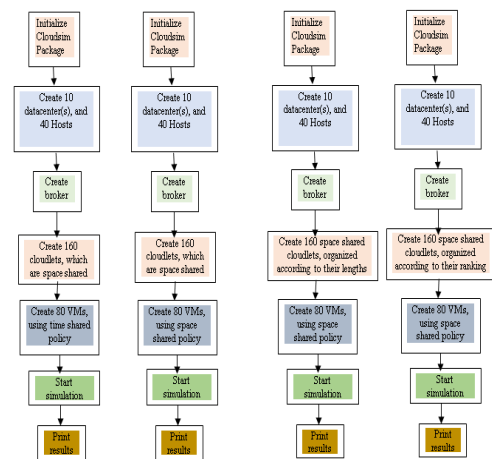 Initialize
Cloudsim
Package
Create 10
datacenter(s), and
40 Hosts
Create
broker
Create 160
cloudlets, which
are space shared
Create 80 VMs,
using time shared
policy
Start
simulation
Print
results
Initialize
Cloudsim
Package
Create 10
datacenter(s), and
40 Hosts
Create
broker
Create 160
cloudlets, which
are space shared
Create 80 VMs,
using space
shared policy
Start
simulation
Print
results
Initialize
Cloudsim
Package
Create 10
datacenter(s), and
40 Hosts
Create
broker
Create 160 space shared
cloudlets, organized
according to their lengths
Create 80 VMs,
using space
shared policy
Start
simulation
Print
results
Initialize
Cloudsim
Package
Create 10
datacenter(s), and
40 Hosts
Create
broker
Create 160 space shared
cloudlets, organized
according to their ranking
Create 80 VMs,
using space
shared policy
Start
simulation
Print
results